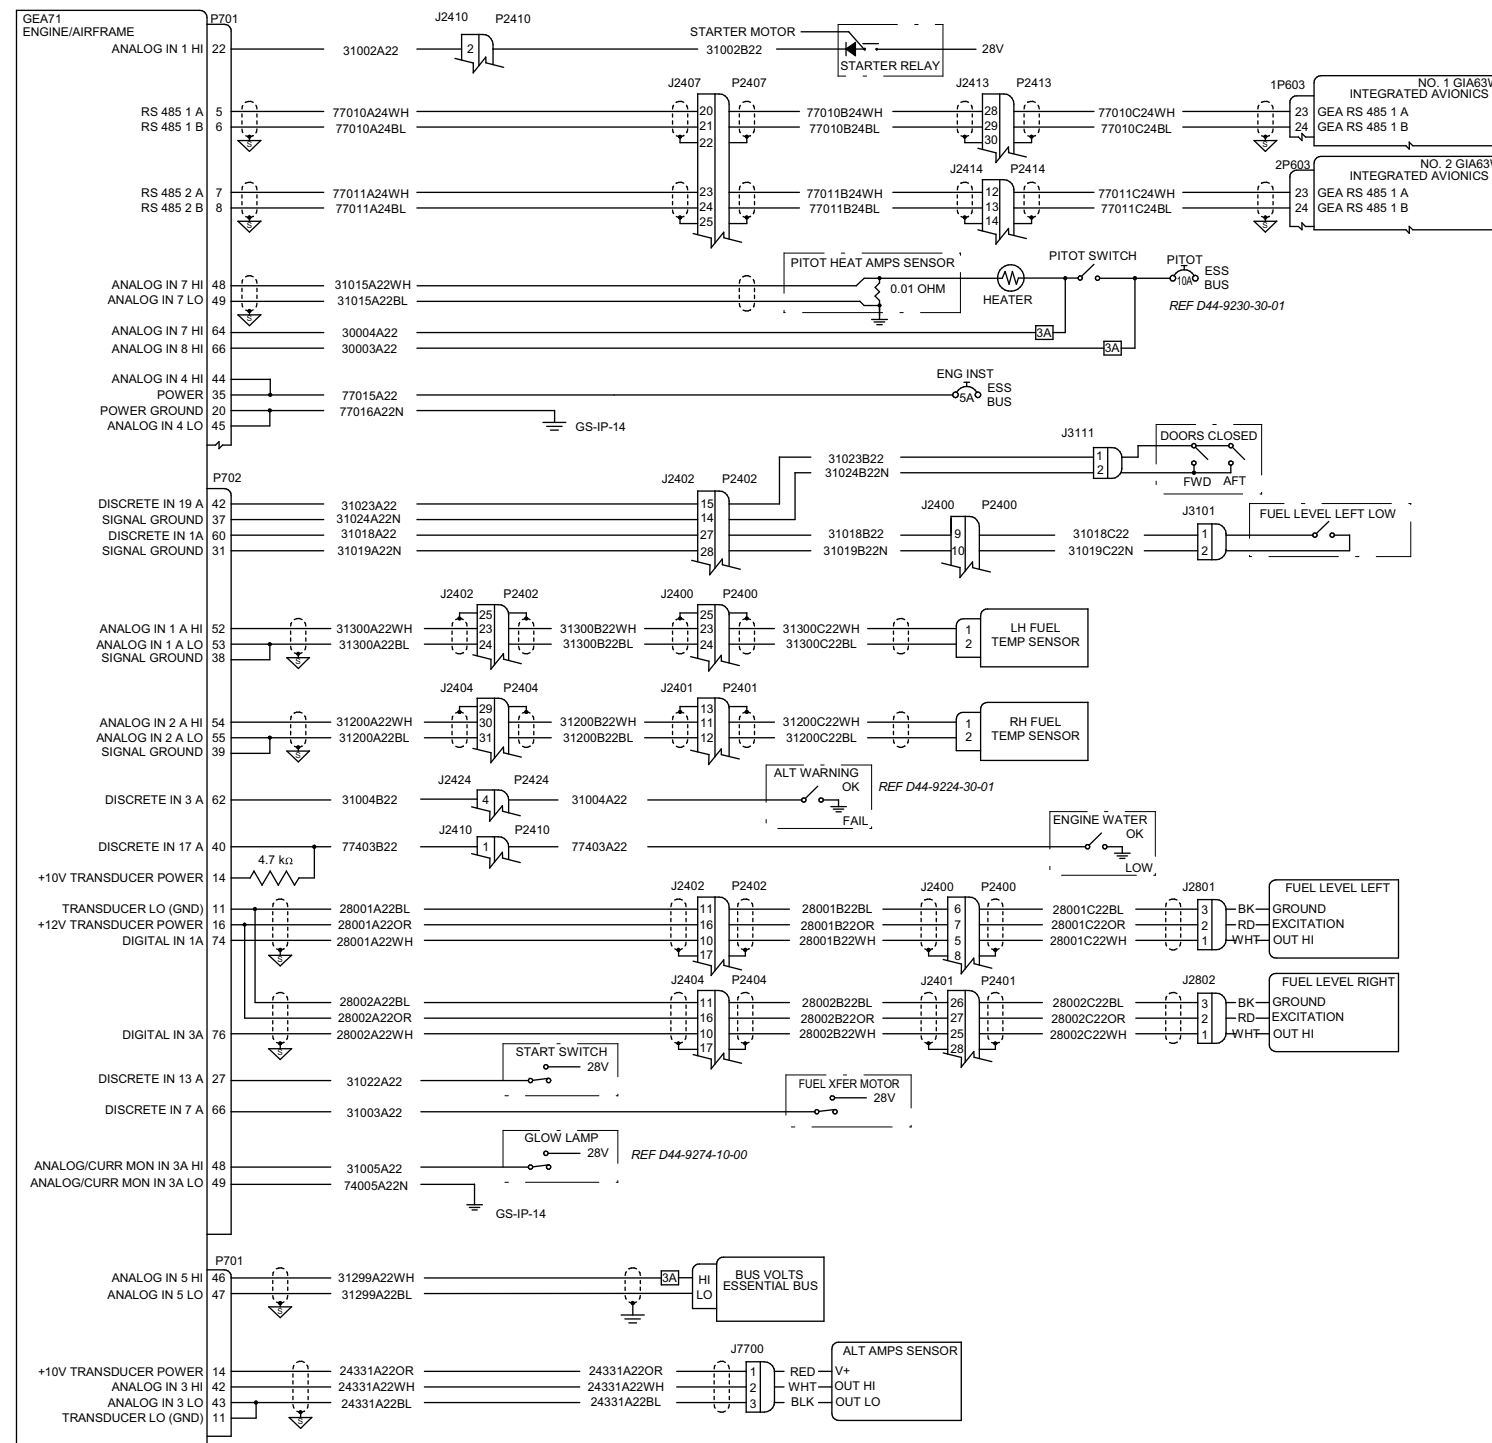 GEA71 P701 J2410 P2410
ENGINE/AIRFRAME STARTER MOTOR
ANALOG IN 1 HI 22 31002A22 2 31002B22 28V
STARTER RELAY
J2407 P2407 J2413 P2413 1P603 NO. 1 GIA63W
INTEGRATED AVIONICS
RS 485 1 A 5 77010A24WH 20 77010B24WH 28 77010C24WH 23 GEA RS 485 1 A
RS 485 1 B 6 77010A24BL 21 77010B24BL 29 77010C24BL 24 GEA RS 485 1 B
S 22 30 S
J2414 P2414 2P603 NO. 2 GIA63W
INTEGRATED AVIONICS
RS 485 2 A 7 77011A24WH 23 77011B24WH 12 77011C24WH 23 GEA RS 485 1 A
RS 485 2 B 8 77011A24BL 24 77011B24BL 13 77011C24BL 24 GEA RS 485 1 B
S 25 14 S
PITOT HEAT AMPS SENSOR PITOT SWITCH PITOT
ESS
10A BUS
ANALOG IN 7 HI 48 31015A22WH 0.01 OHM
ANALOG IN 7 LO 49 31015A22BL HEATER
S REF D44-9230-30-01
ANALOG IN 7 HI 64 30004A22 3A
ANALOG IN 8 HI 66 30003A22 3A
ANALOG IN 4 HI 44 ENG INST
POWER 35 77015A22 5A ESS
BUS
POWER GROUND 20 77016A22N
ANALOG IN 4 LO 45 GS-IP-14
J3111 DOORS CLOSED
31023B22 1
31024B22N 2
FWD AFT
P702 J2402 P2402
DISCRETE IN 19 A 42 31023A22 15 J2400 P2400 J3101 FUEL LEVEL LEFT LOW
SIGNAL GROUND 37 31024A22N 14
DISCRETE IN 1A 60 31018A22 27 31018B22 9 31018C22 1
SIGNAL GROUND 31 31019A22N 28 31019B22N 10 31019C22N 2
J2402 P2402 J2400 P2400
25 25
ANALOG IN 1 A HI 52 31300A22WH 23 31300B22WH 23 31300C22WH 1 LH FUEL
ANALOG IN 1 A LO 53 31300A22BL 24 31300B22BL 24 31300C22BL 2 TEMP SENSOR
SIGNAL GROUND 38 S
J2404 P2404 J2401 P2401
29 13
ANALOG IN 2 A HI 54 31200A22WH 30 31200B22WH 11 31200C22WH 1 RH FUEL
ANALOG IN 2 A LO 55 31200A22BL 31 31200B22BL 12 31200C22BL 2 TEMP SENSOR
SIGNAL GROUND 39 S
J2424 P2424 ALT WARNING
OK REF D44-9224-30-01
DISCRETE IN 3 A 62 31004B22 4 31004A22
FAIL
J2410 P2410 ENGINE WATER
OK
DISCRETE IN 17 A 40 77403B22 1 77403A22
4.7 kΩ LOW
+10V TRANSDUCER POWER 14
J2402 P2402 J2400 P2400 J2801 FUEL LEVEL LEFT
TRANSDUCER LO (GND) 11 28001A22BL 11 28001B22BL 6 28001C22BL 3 BK GROUND
+12V TRANSDUCER POWER 16 28001A22OR 16 28001B22OR 7 28001C22OR 2 RD EXCITATION
DIGITAL IN 1A 74 28001A22WH 10 28001B22WH 5 28001C22WH 1 WHT OUT HI
S 17 8
J2404 P2404 J2401 P2401 J2802 FUEL LEVEL RIGHT
28002A22BL 11 28002B22BL 26 28002C22BL 3 BK GROUND
28002A22OR 16 28002B22OR 27 28002C22OR 2 RD EXCITATION
DIGITAL IN 3A 76 28002A22WH 10 28002B22WH 25 28002C22WH 1 WHT OUT HI
S 17 28
START SWITCH
28V
DISCRETE IN 13 A 27 31022A22
FUEL XFER MOTOR
28V
DISCRETE IN 7 A 66 31003A22
GLOW LAMP
28V REF D44-9274-10-00
ANALOG/CURR MON IN 3A HI 48 31005A22
ANALOG/CURR MON IN 3A LO 49 74005A22N
GS-IP-14
P701
ANALOG IN 5 HI 46 31299A22WH 3A HI BUS VOLTS
ANALOG IN 5 LO 47 31299A22BL LO ESSENTIAL BUS
S
J7700 ALT AMPS SENSOR
+10V TRANSDUCER POWER 14 24331A22OR 24331A22OR 1 RED V+
ANALOG IN 3 HI 42 24331A22WH 24331A22WH 2 WHT OUT HI
ANALOG IN 3 LO 43 24331A22BL 24331A22BL 3 BLK OUT LO
TRANSDUCER LO (GND) 11 S